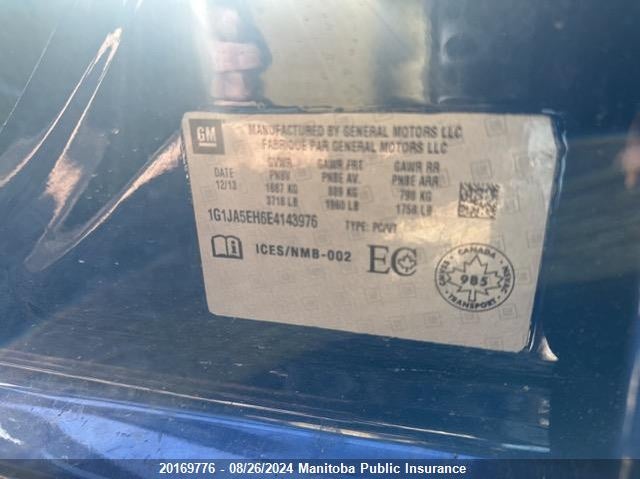 GM
MANUFACTURED BY GENERAL MOTORS LLC.
FABRIQUÉ PAR GENERAL MOTORS LLC.
DATE GVWR GAWR FRT GAWR RR
12/13 PNBV PNBE AV. PNBE ARR.
1687 KG 889 KG 798 KG
3718 LB 1960 LB 1758 LB
1G1JA5EH6E4143976 TYPE: PC/VT
i ICES/NMB-002 EC
CANADA
985
TRANSPORT
20169776 - 08/26/2024 Manitoba Public Insurance